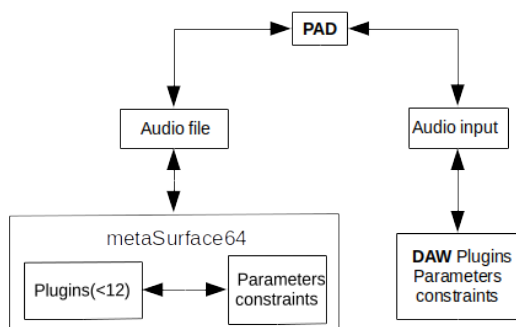 PAD
Audio file
Audio input
metaSurface64
Plugins(<12)
Parameters
constraints
DAW Plugins
Parameters
constraints